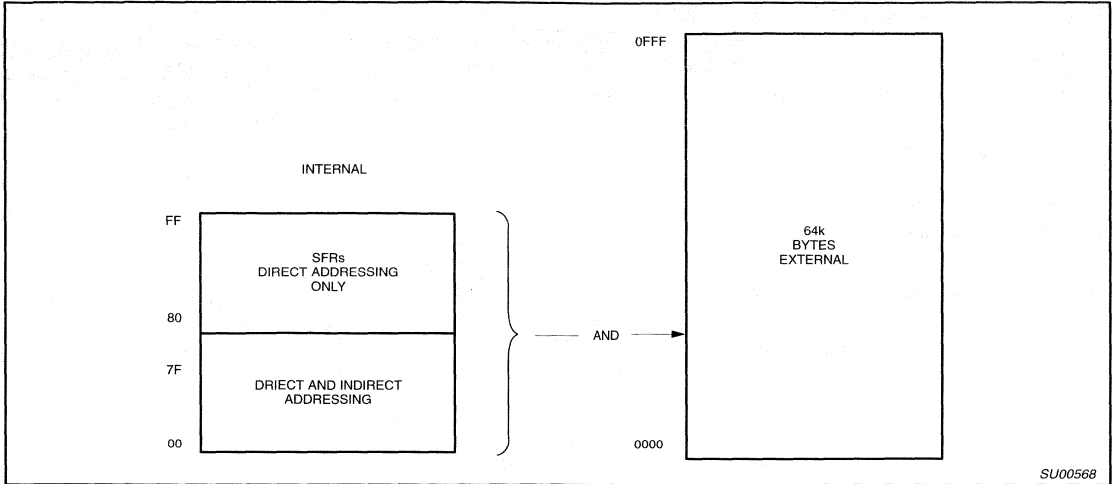 INTERNAL
FF
SFRs
DIRECT ADDRESSING
ONLY
80
7F
DRIECT AND INDIRECT
ADDRESSING
00
AND
0FFF
64k
BYTES
EXTERNAL
0000
SU00568